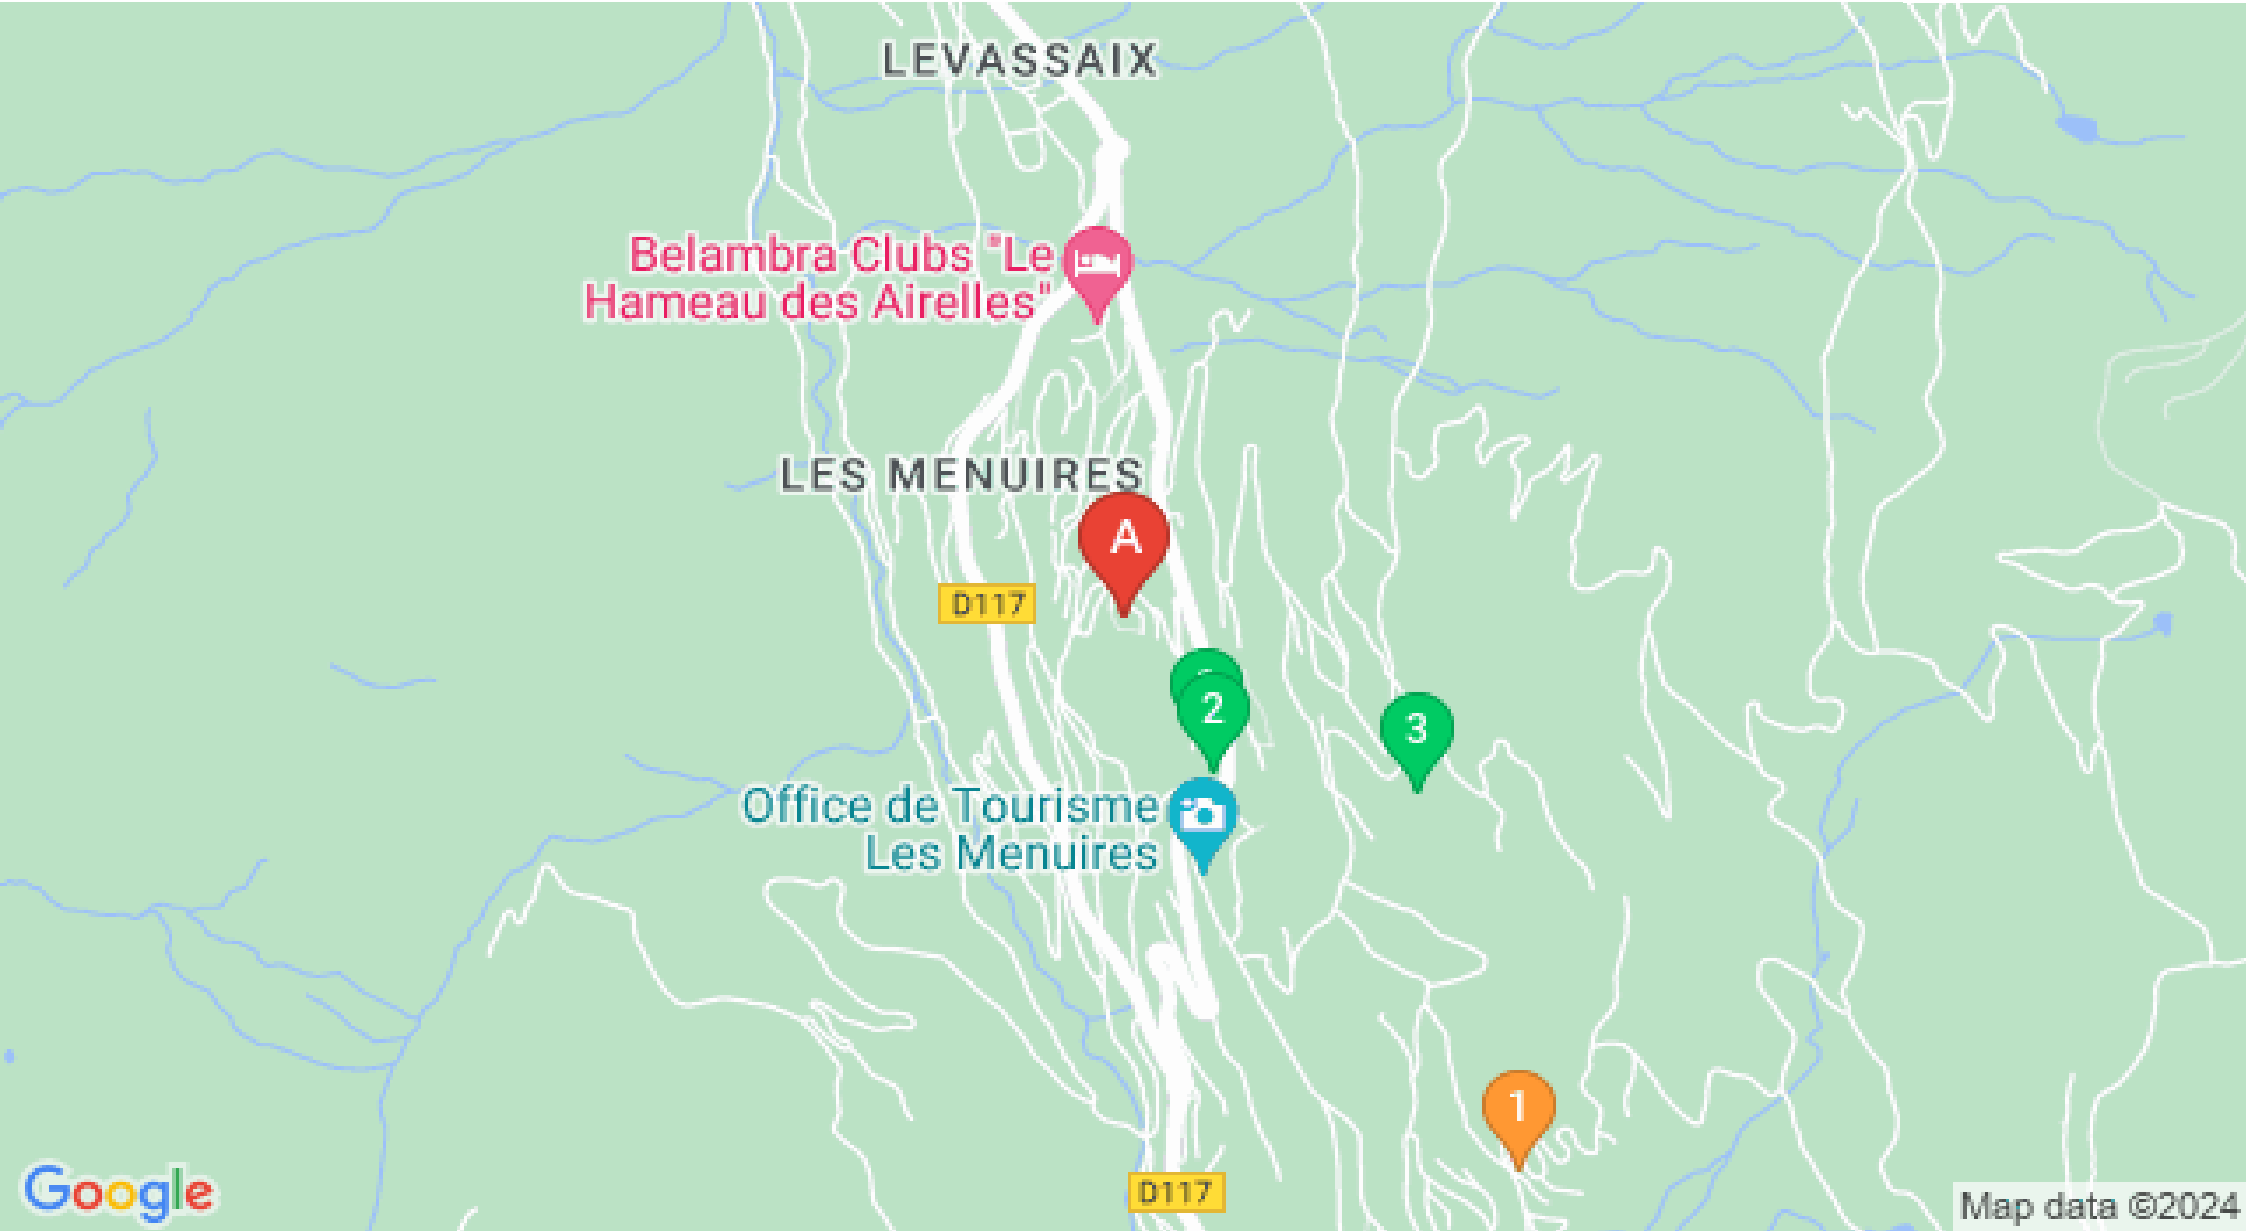 LEVASSAIX
Belambra Clubs "Le
Hameau des Airelles"
LES MENUIRES
A
D117
2
3
Office de Tourisme
Les Menuires
1
D117
Google
Map data ©2024